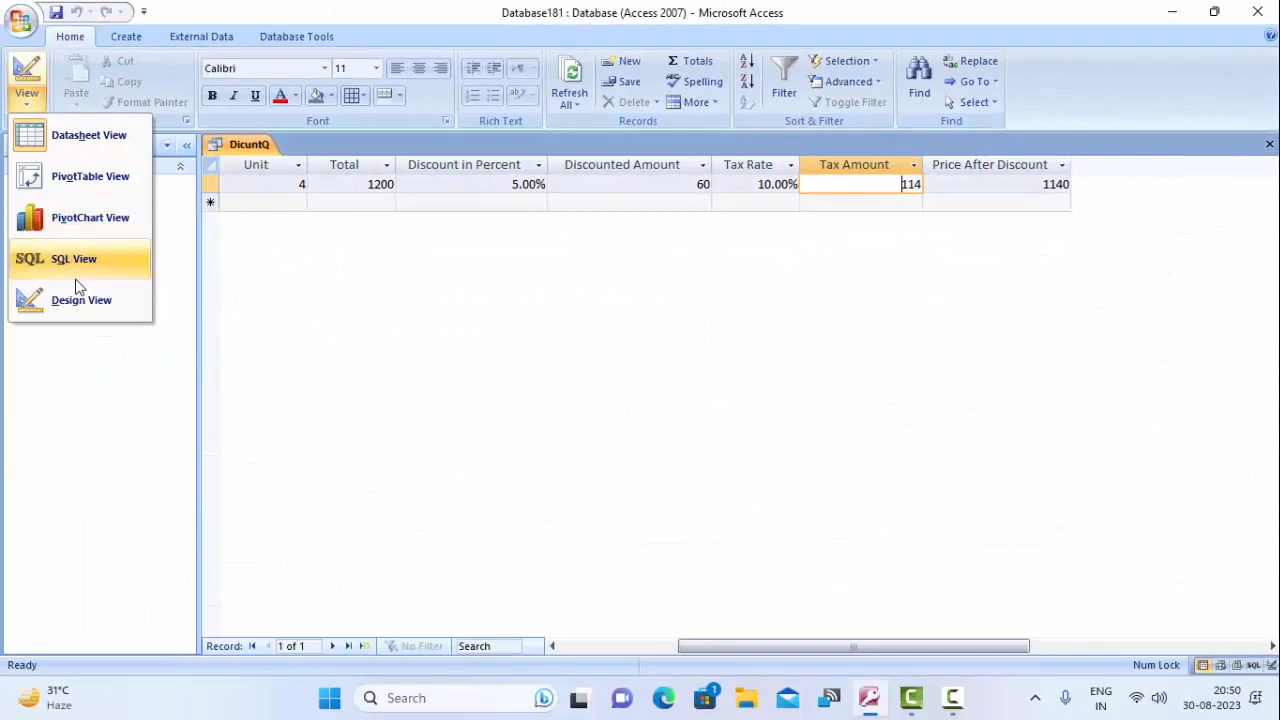 Database181 : Database (Access 2007) - Microsoft Access
Home Create External Data Database Tools
View Paste Cut Copy Format Painter
Calibri 11
Font
Rich Text
Refresh All New Save Delete Totals Spelling More
Records
Filter Selection Advanced Toggle Filter
Sort & Filter
Find Replace Go To Select
Find
Datasheet View
PivotTable View
PivotChart View
SQL SQL View
Design View
DicuntQ
Unit Total Discount in Percent Discounted Amount Tax Rate Tax Amount Price After Discount
4 1200 5.00% 60 10.00% 114 1140
Record: 1 of 1 No Filter Search
Ready Num Lock SQL
31°C
Haze
Search
1
ENG
IN
20:50
30-08-2023